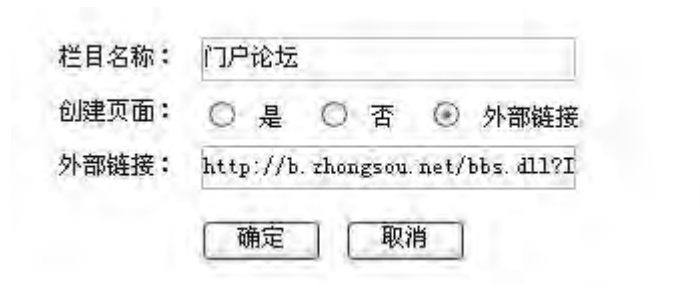 栏目名称： 门户论坛
创建页面： 是 否 外部链接
外部链接： http://b.zhongsou.net/bbs.dll?I
确定 取消